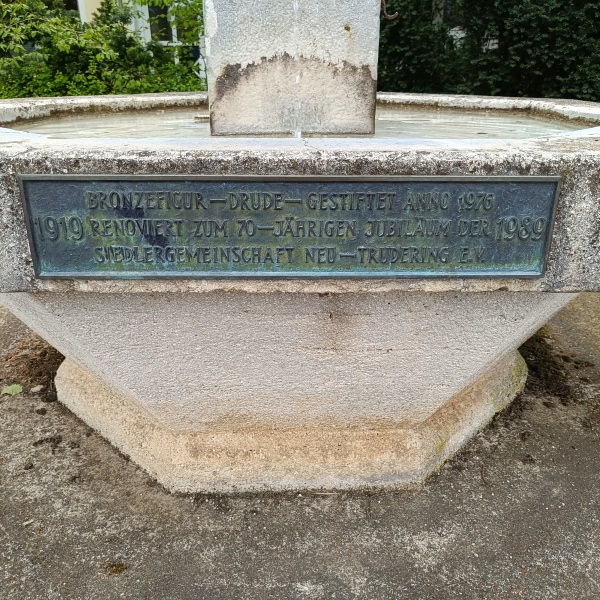 BRONZEFIGUR—DRUDE—GESTIFTET ANNO 1976
1919 RENOVIERT ZUM 70—JÄHRIGEN JUBILÄUM DER 1989
SIEDLERGEMEINSCHAFT NEU—TRUDERING E.V.